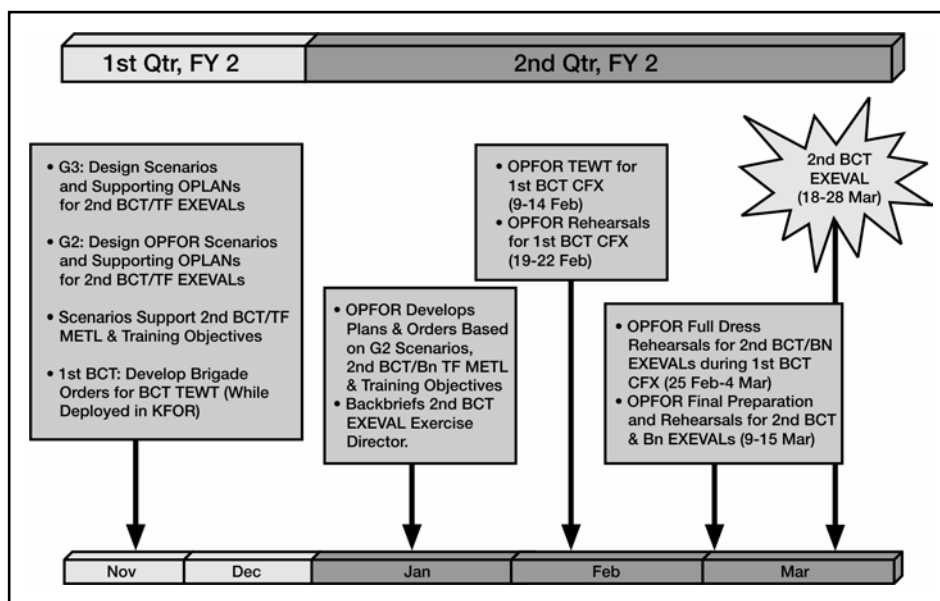 1st Qtr, FY 2
2nd Qtr, FY 2
• G3: Design Scenarios
and Supporting OPLANs
for 2nd BCT/TF EXEVALs
• G2: Design OPFOR Scenarios
and Supporting OPLANs
for 2nd BCT/TF EXEVALs
• Scenarios Support 2nd BCT/TF
METL & Training Objectives
• 1st BCT: Develop Brigade
Orders for BCT TEWT (While
Deployed in KFOR)
• OPFOR Develops
Plans & Orders Based
on G2 Scenarios,
2nd BCT/Bn TF METL
& Training Objectives
• Backbriefs 2nd BCT
EXEVAL Exercise
Director.
• OPFOR TEWT for
1st BCT CFX
(9-14 Feb)
• OPFOR Rehearsals
for 1st BCT CFX
(19-22 Feb)
• OPFOR Full Dress
Rehearsals for 2nd BCT/BN
EXEVALs during 1st BCT
CFX (25 Feb-4 Mar)
• OPFOR Final Preparation
and Rehearsals for 2nd BCT
& Bn EXEVALs (9-15 Mar)
2nd BCT
EXEVAL
(18-28 Mar)
Nov
Dec
Jan
Feb
Mar